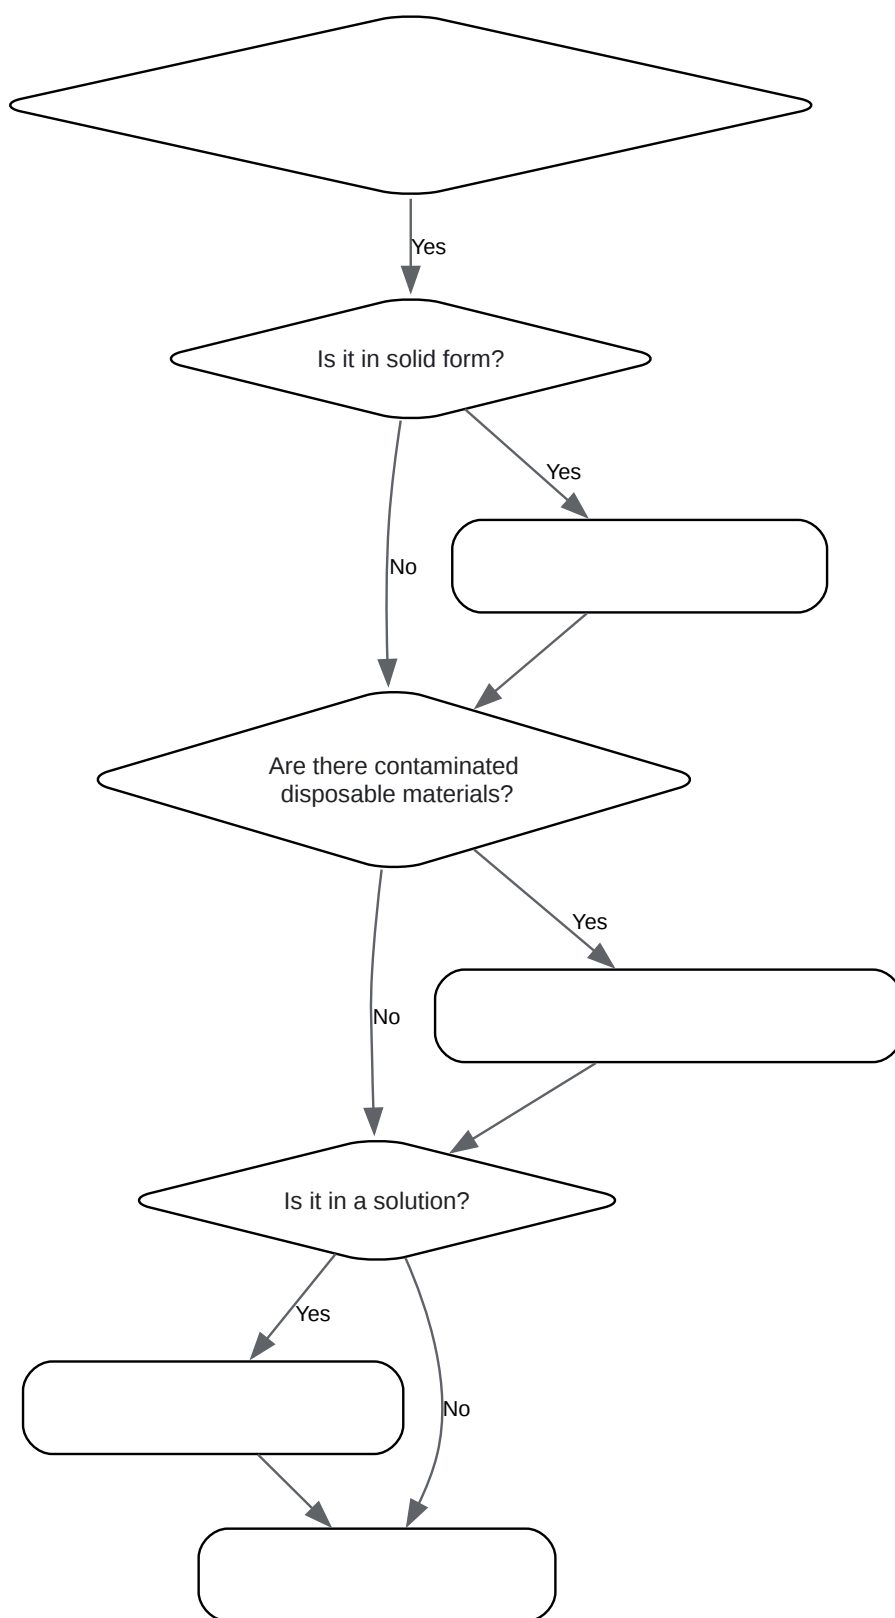 Yes
Is it in solid form?
Yes
No
Are there contaminated
disposable materials?
Yes
No
Is it in a solution?
Yes
No